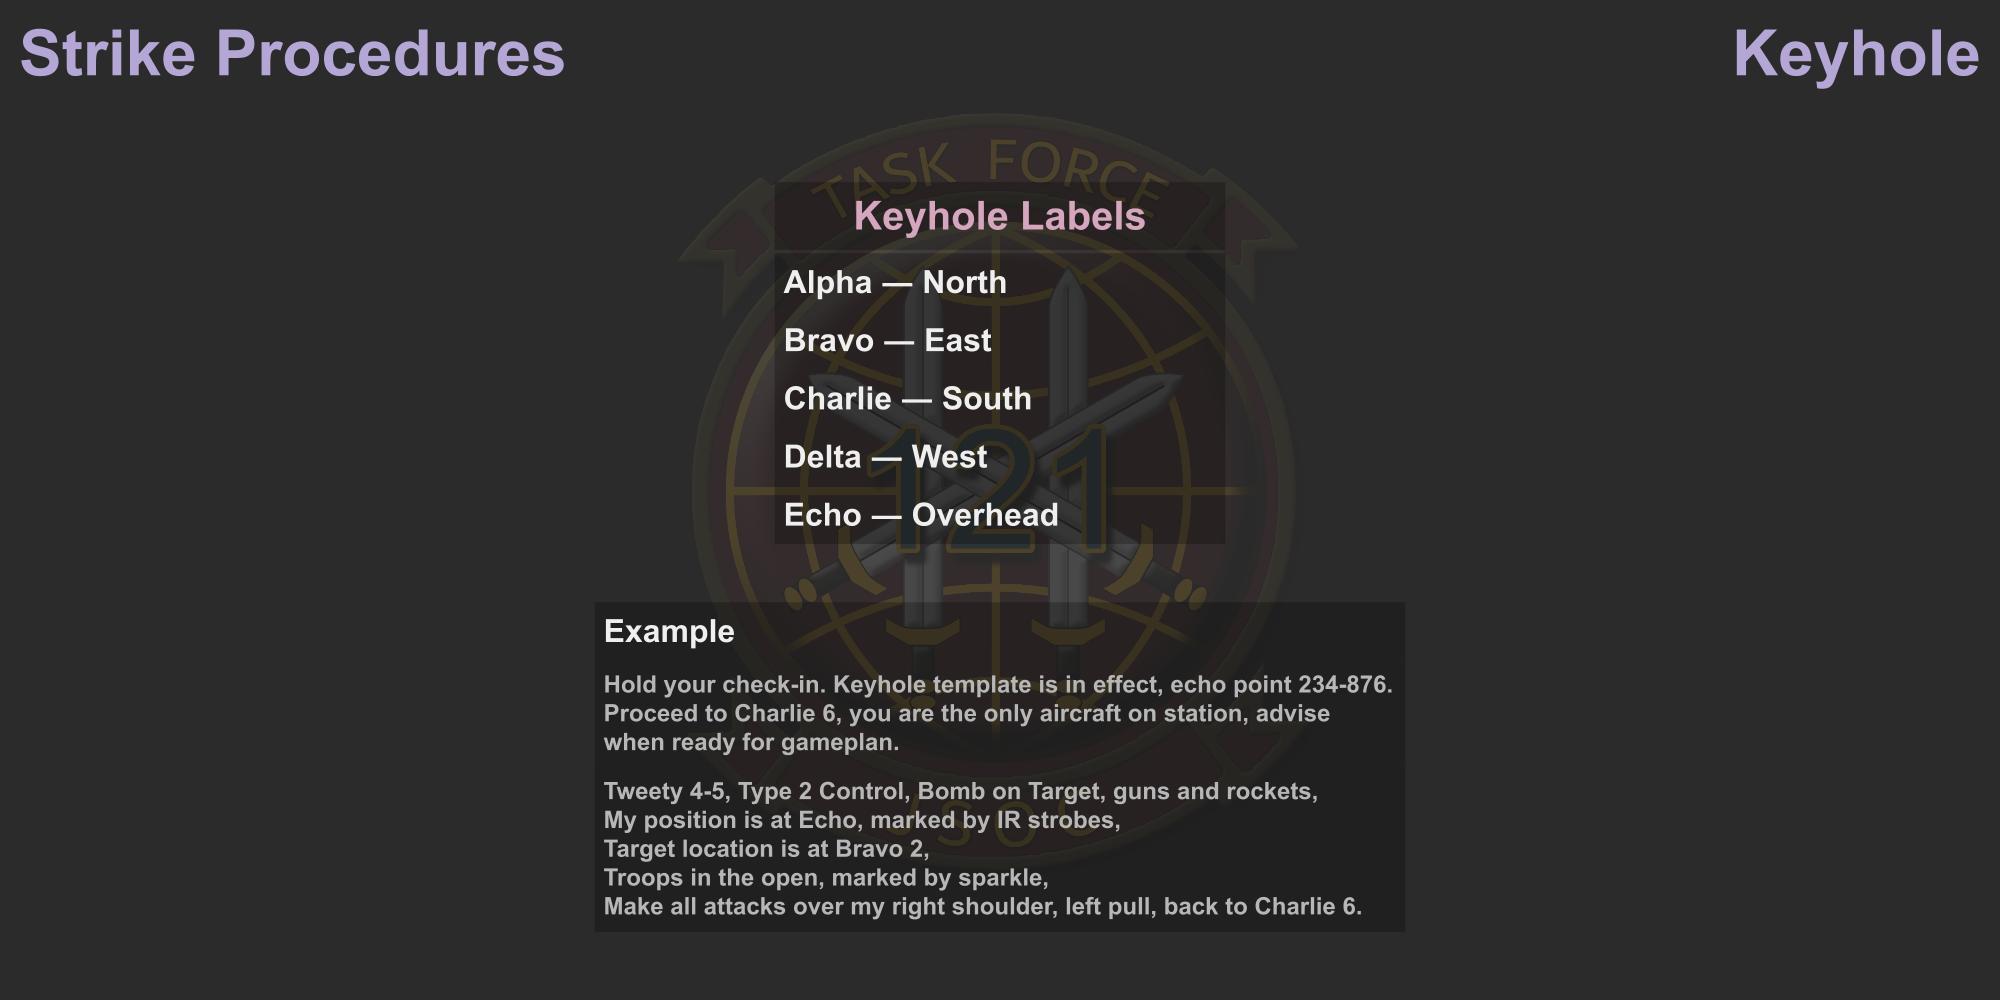 Strike Procedures
Keyhole
TASK FORCE
Keyhole Labels
Alpha — North
Bravo — East
Charlie — South
Delta — West
Echo — Overhead
121
Example
Hold your check-in. Keyhole template is in effect, echo point 234-876.
Proceed to Charlie 6, you are the only aircraft on station, advise
when ready for gameplan.
Tweety 4-5, Type 2 Control, Bomb on Target, guns and rockets,
My position is at Echo, marked by IR strobes,
Target location is at Bravo 2,
Troops in the open, marked by sparkle,
Make all attacks over my right shoulder, left pull, back to Charlie 6.